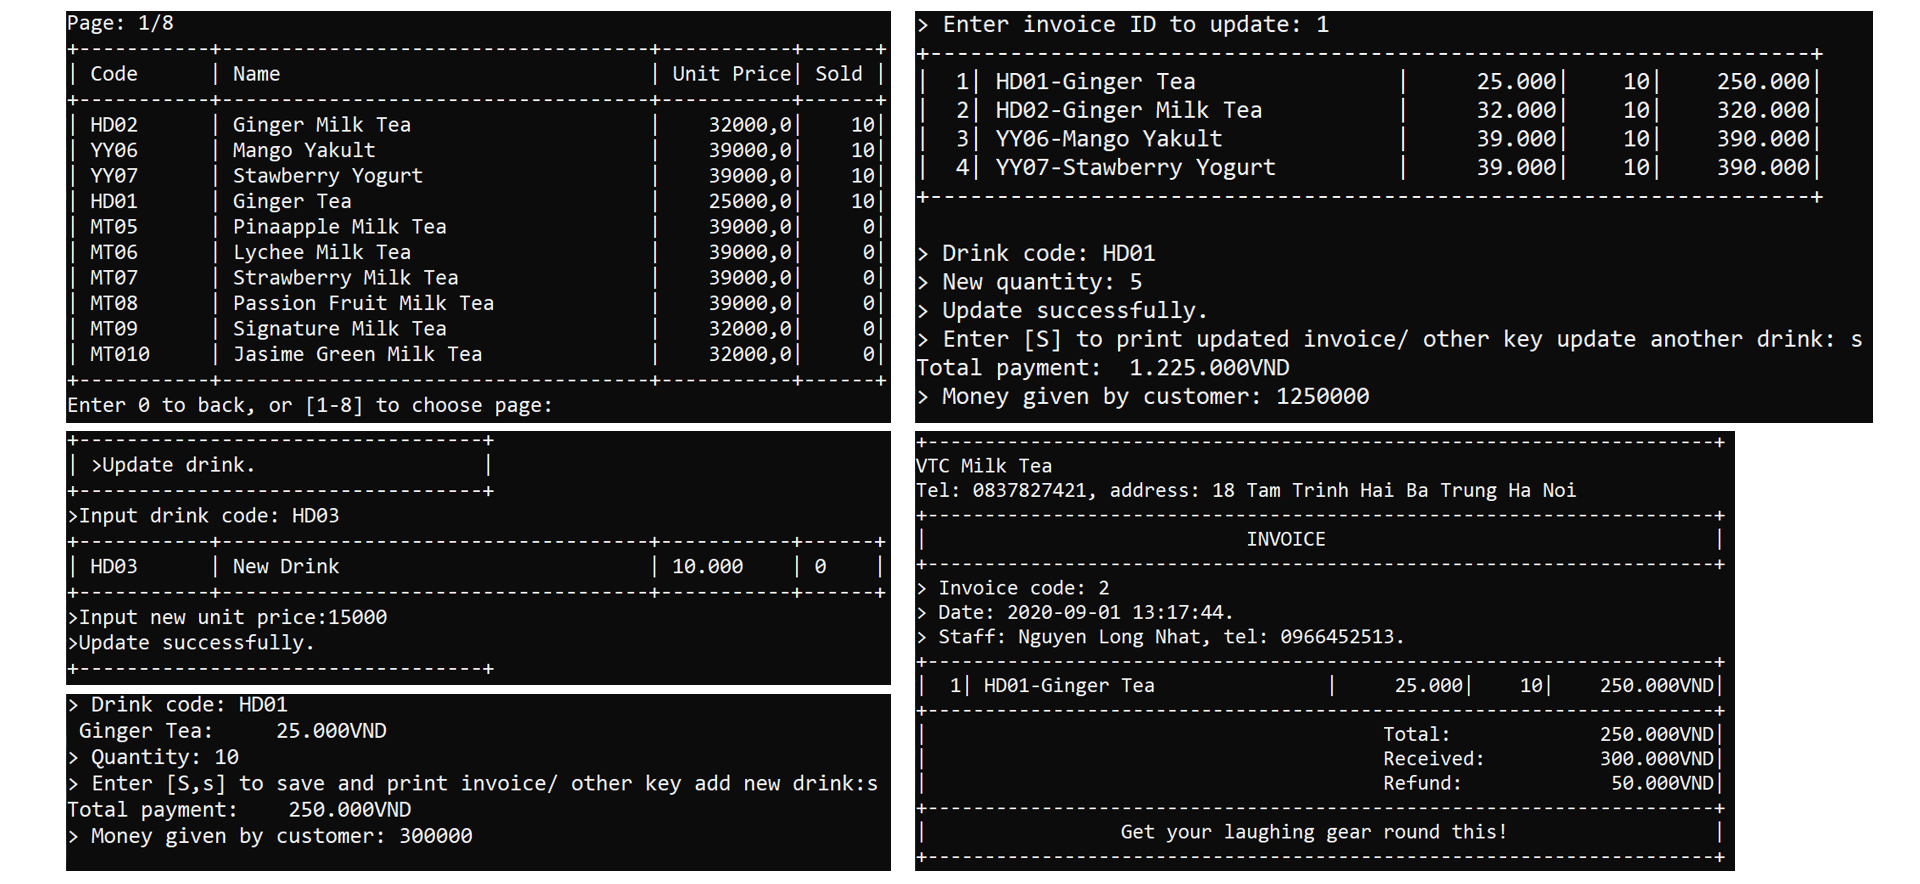 Page: 1/8
+-----------+------------------------------------+-----------+------+
| Code | Name | Unit Price| Sold |
+-----------+------------------------------------+-----------+------+
| HD02 | Ginger Milk Tea | 32000,0| 10|
| YY06 | Mango Yakult | 39000,0| 10|
| YY07 | Stawberry Yogurt | 39000,0| 10|
| HD01 | Ginger Tea | 25000,0| 10|
| MT05 | Pinaapple Milk Tea | 39000,0| 0|
| MT06 | Lychee Milk Tea | 39000,0| 0|
| MT07 | Strawberry Milk Tea | 39000,0| 0|
| MT08 | Passion Fruit Milk Tea | 39000,0| 0|
| MT09 | Signature Milk Tea | 32000,0| 0|
| MT010 | Jasime Green Milk Tea | 32000,0| 0|
+-----------+------------------------------------+-----------+------+
Enter 0 to back, or [1-8] to choose page:
+----------------------------------+
| >Update drink. |
+----------------------------------+
>Input drink code: HD03
+-----------+------------------------------------+-----------+------+
| HD03 | New Drink | 10.000 | 0 |
+-----------+------------------------------------+-----------+------+
>Input new unit price:15000
>Update successfully.
+----------------------------------+
> Drink code: HD01
Ginger Tea: 25.000VND
> Quantity: 10
> Enter [S,s] to save and print invoice/ other key add new drink:s
Total payment: 250.000VND
> Money given by customer: 300000
> Enter invoice ID to update: 1
+------------------------------------------------------------------+
| 1| HD01-Ginger Tea | 25.000| 10| 250.000|
| 2| HD02-Ginger Milk Tea | 32.000| 10| 320.000|
| 3| YY06-Mango Yakult | 39.000| 10| 390.000|
| 4| YY07-Stawberry Yogurt | 39.000| 10| 390.000|
+------------------------------------------------------------------+
> Drink code: HD01
> New quantity: 5
> Update successfully.
> Enter [S] to print updated invoice/ other key update another drink: s
Total payment: 1.225.000VND
> Money given by customer: 1250000
+---------------------------------------------------------------------+
VTC Milk Tea
Tel: 0837827421, address: 18 Tam Trinh Hai Ba Trung Ha Noi
+---------------------------------------------------------------------+
| INVOICE |
+---------------------------------------------------------------------+
> Invoice code: 2
> Date: 2020-09-01 13:17:44.
> Staff: Nguyen Long Nhat, tel: 0966452513.
+---------------------------------------------------------------------+
| 1| HD01-Ginger Tea | 25.000| 10| 250.000VND|
+---------------------------------------------------------------------+
| Total: 250.000VND|
| Received: 300.000VND|
| Refund: 50.000VND|
+---------------------------------------------------------------------+
| Get your laughing gear round this! |
+---------------------------------------------------------------------+